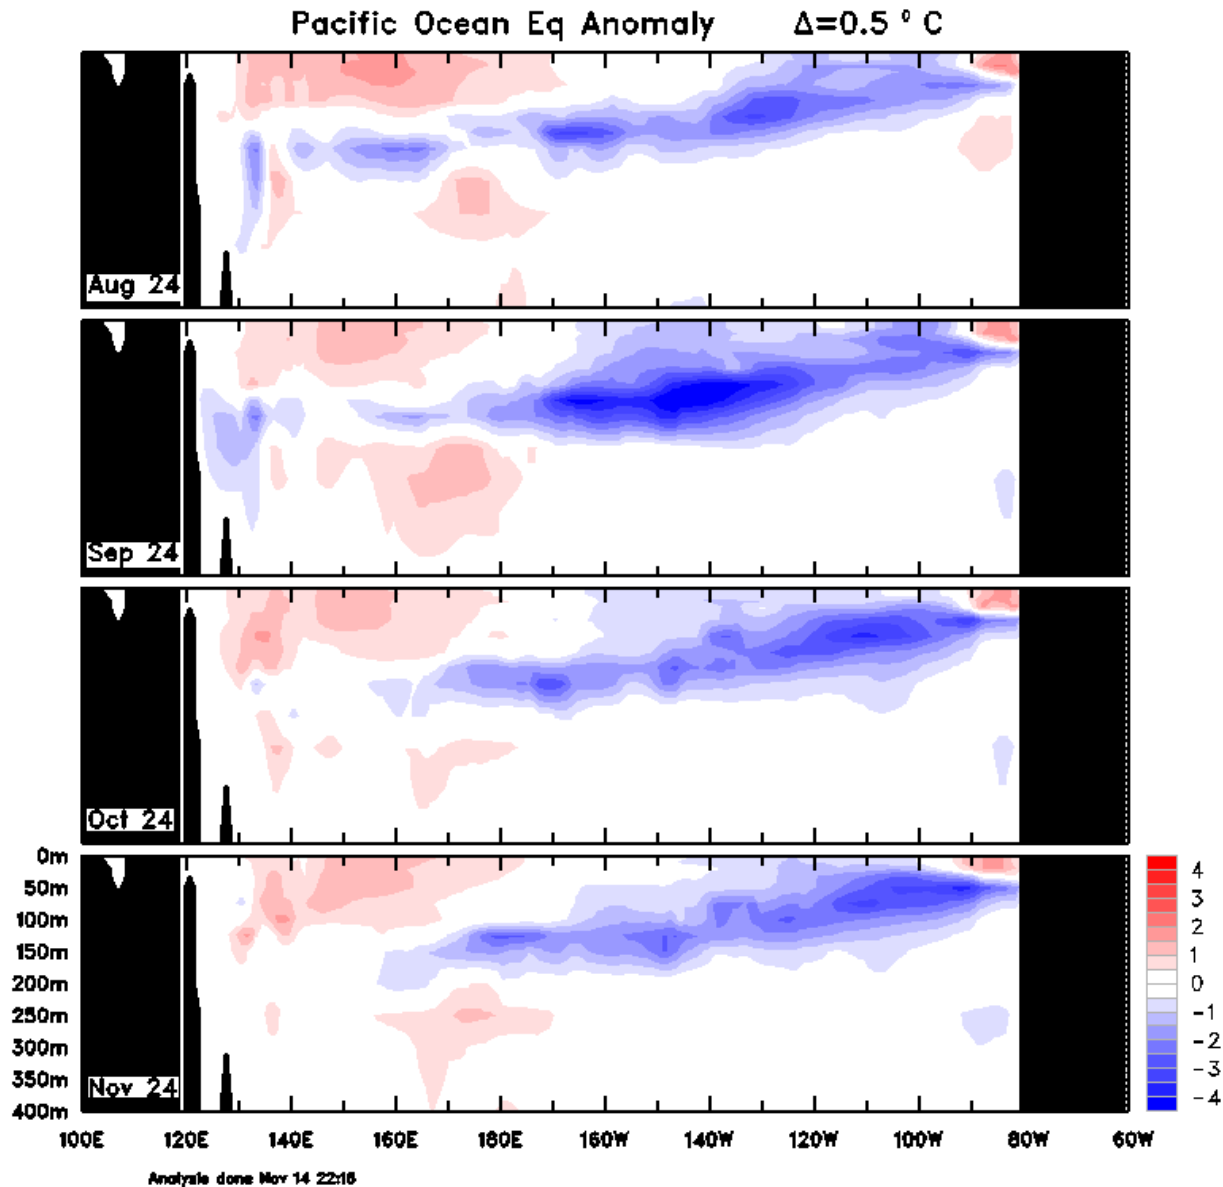 Pacific Ocean Eq Anomaly Δ=0.5 ° C
Aug 24
Sep 24
Oct 24
0m
50m
100m
150m
200m
250m
300m
350m
400m
Nov 24
4
3
2
1
0
-1
-2
-3
-4
100E 120E 140E 160E 180E 160W 140W 120W 100W 80W 60W
Analysis done Nov 14 22:16